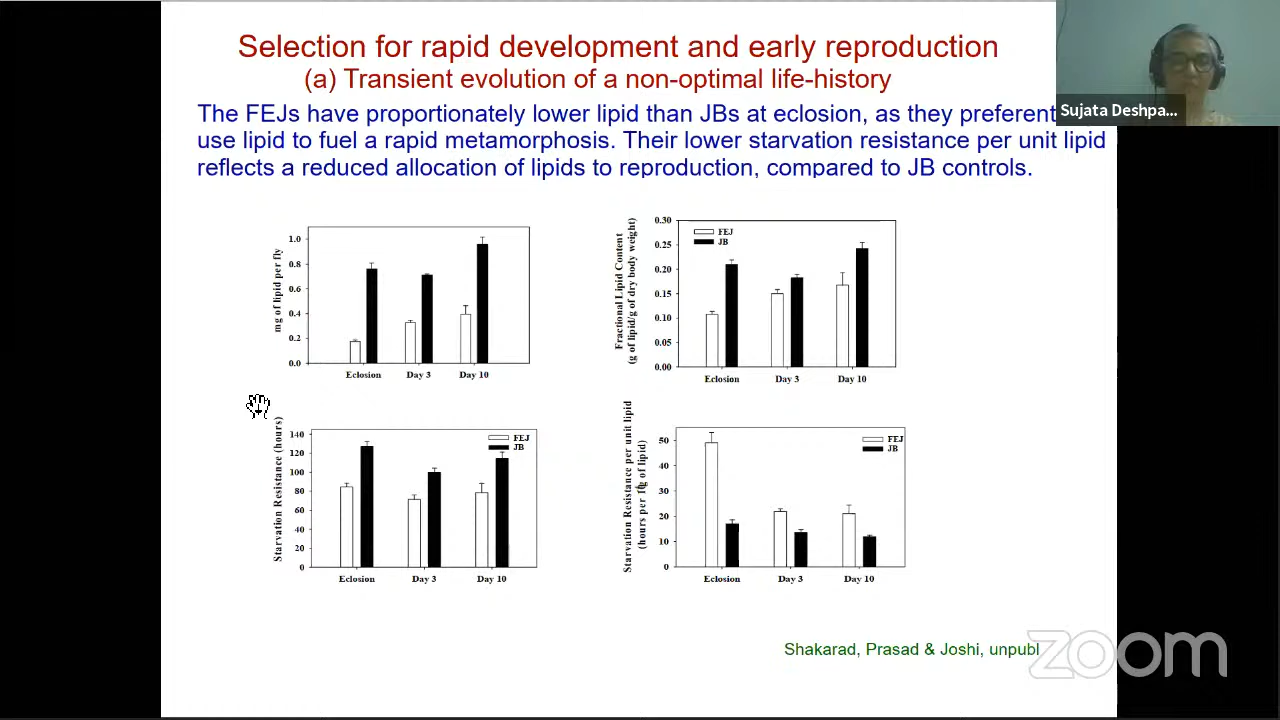 Selection for rapid development and early reproduction
(a) Transient evolution of a non-optimal life-history
The FEJs have proportionately lower lipid than JBs at eclosion, as they preferent
use lipid to fuel a rapid metamorphosis. Their lower starvation resistance per unit lipid
reflects a reduced allocation of lipids to reproduction, compared to JB controls.
Sujata Deshpa...
mg of lipid per fly
1.0
0.8
0.6
0.4
0.2
0.0
Eclosion Day 3 Day 10
Fractional Lipid Content
(g of lipid/g of dry body weight)
0.30
0.25
0.20
0.15
0.10
0.05
0.00
FEJ
JB
Eclosion Day 3 Day 10
Starvation Resistance (hours)
140
120
100
80
60
40
20
0
FEJ
JB
Eclosion Day 3 Day 10
Starvation Resistance per unit lipid
(hours per of lipid)
50
40
30
20
10
0
FEJ
JB
Eclosion Day 3 Day 10
Shakarad, Prasad & Joshi, unpubl
zoom